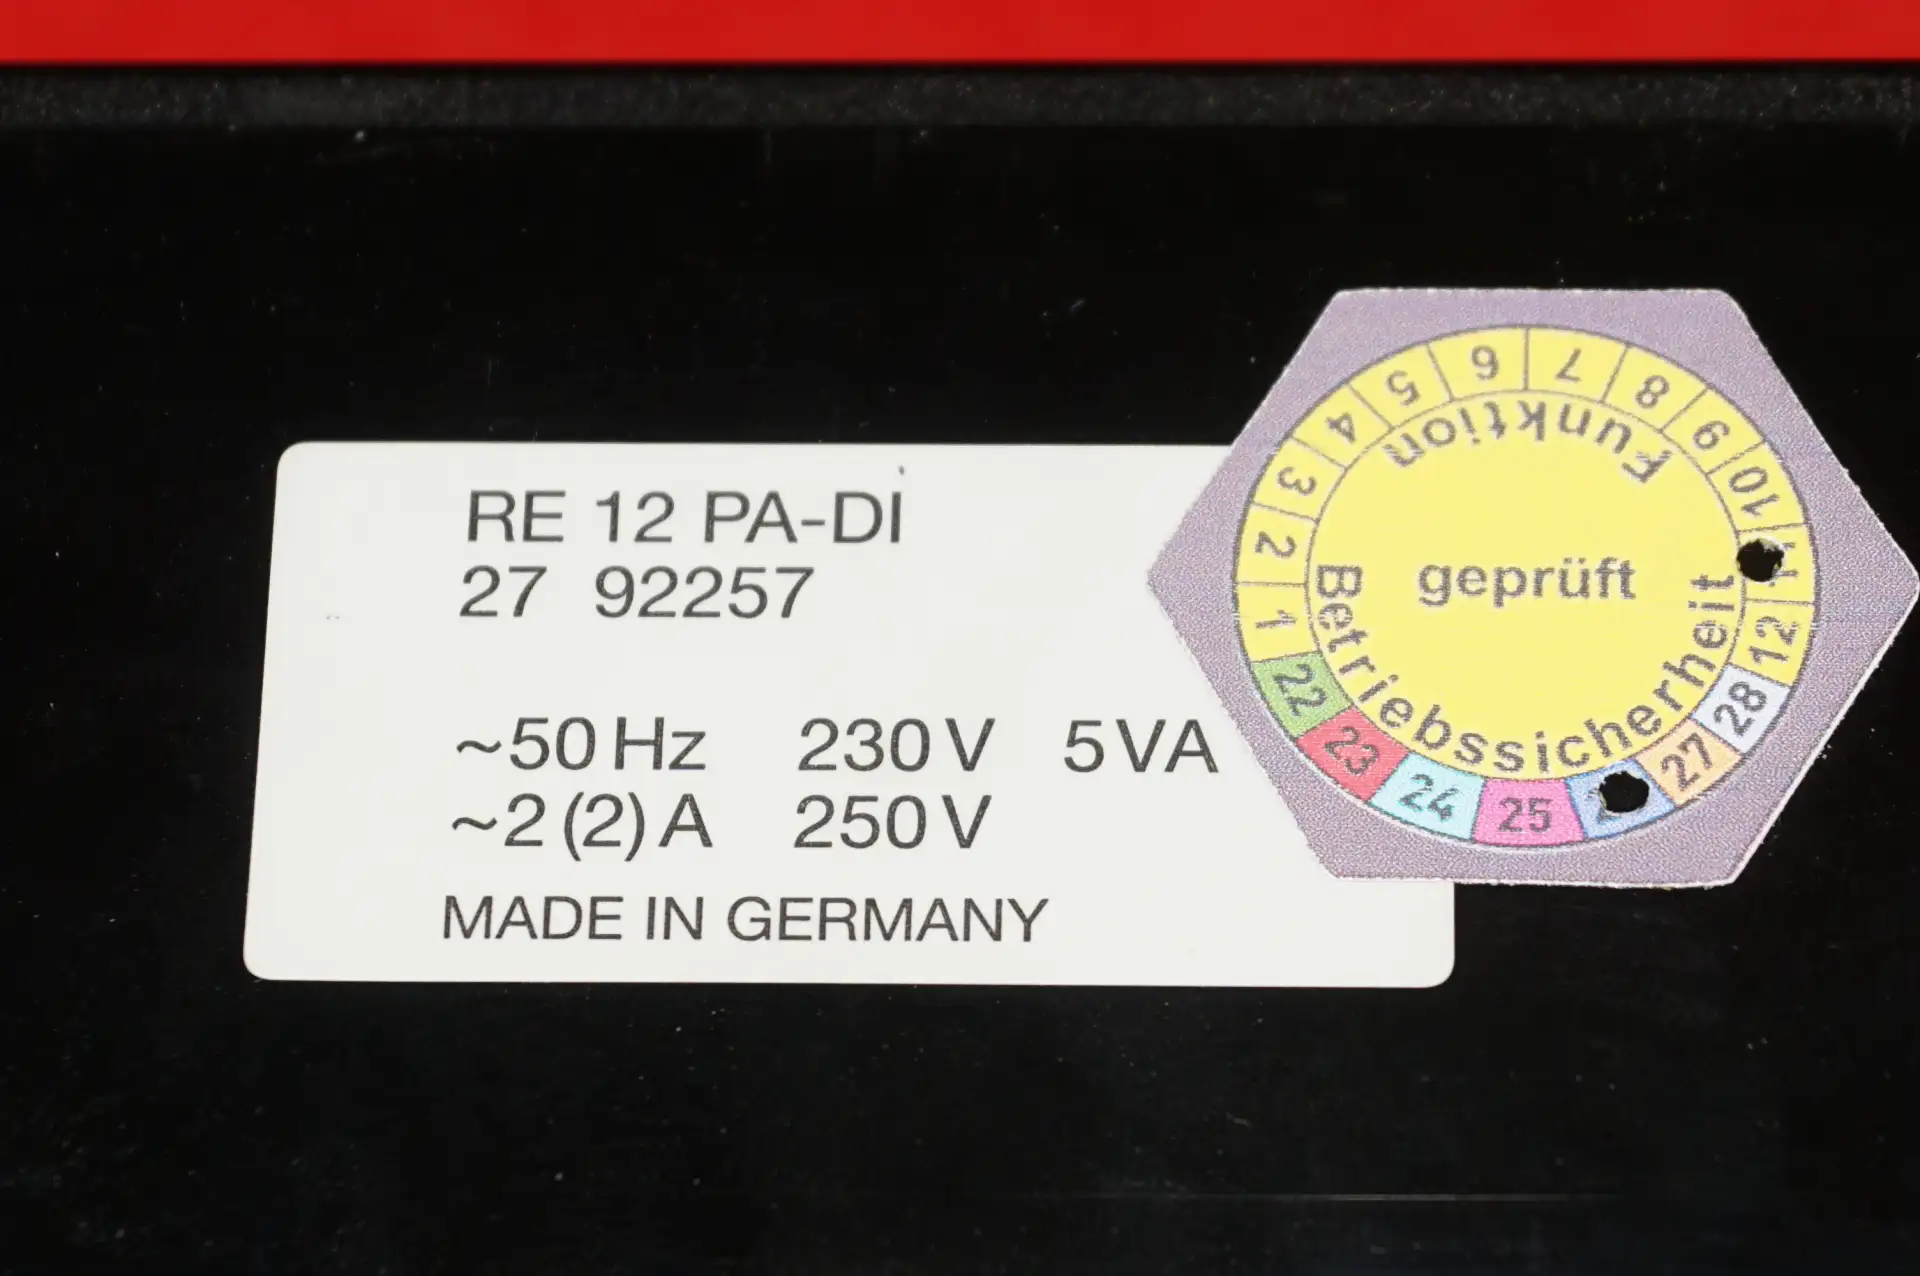 RE 12 PA-DI
27 92257
~50 Hz 230 V 5 VA
~2 (2) A 250 V
MADE IN GERMANY
Funktion
geprüft
Betriebssicherheit
1 2 3 4 5 6 7 8 9 10 11 12
22 23 24 25 27 28